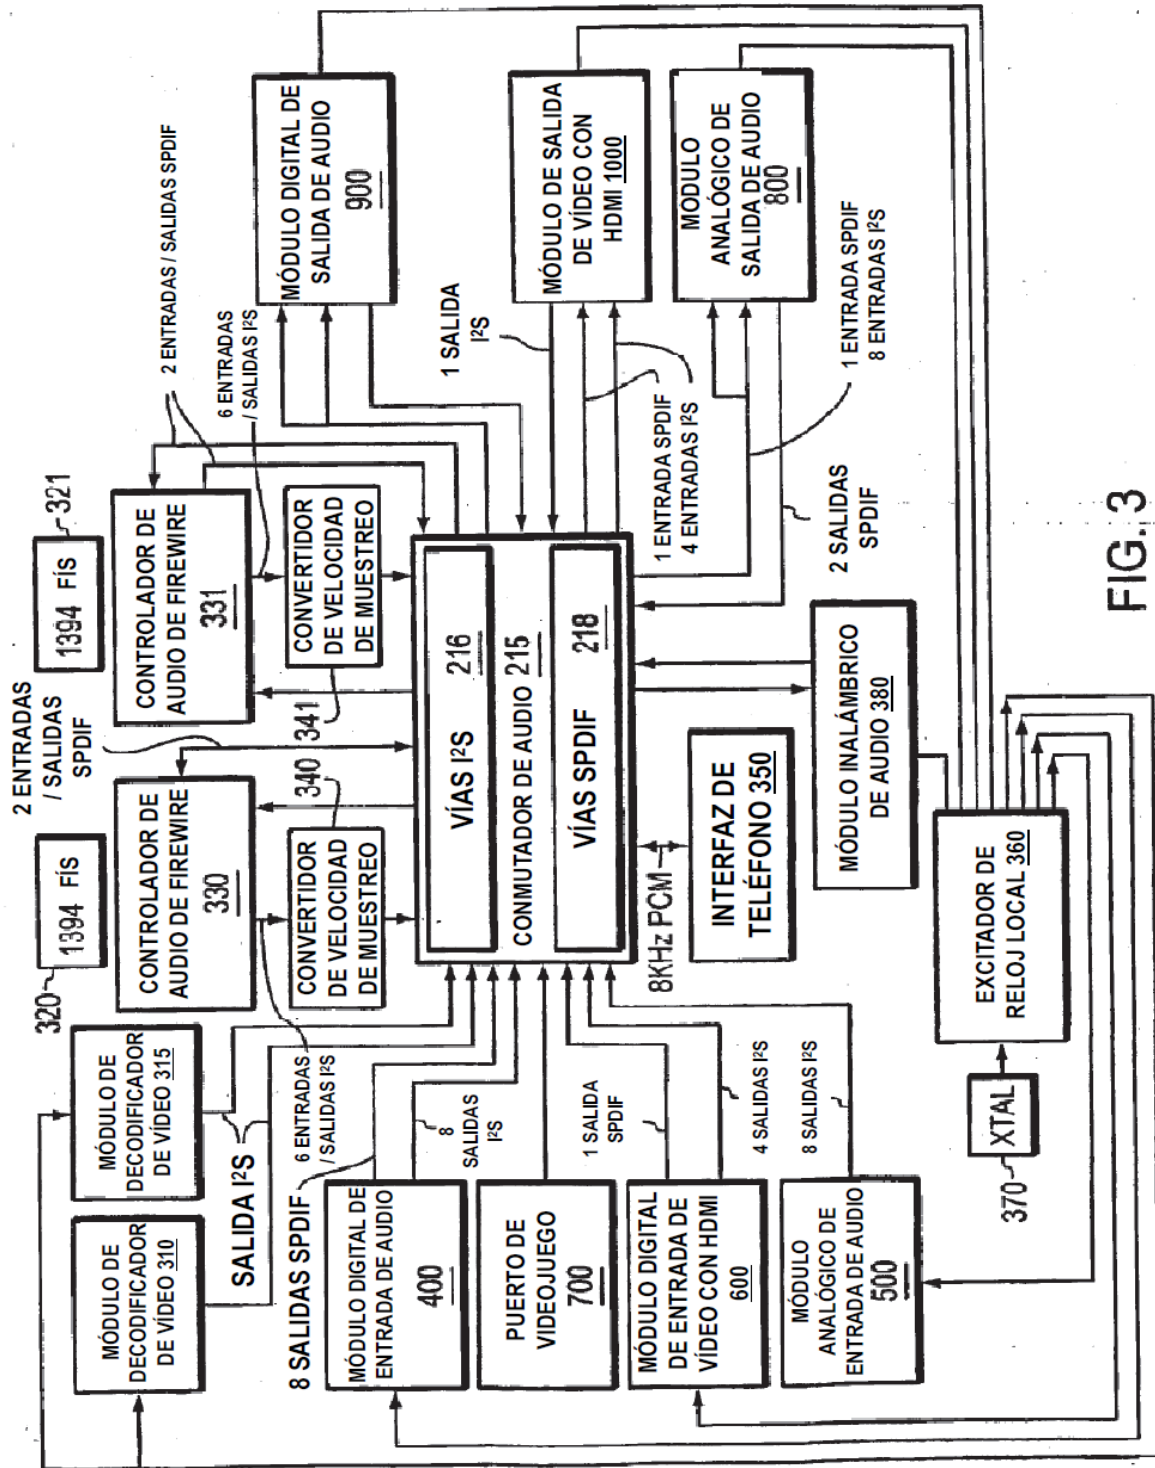 MÓDULO DE
DECODIFICADOR
DE VÍDEO 310
MÓDULO DE
DECODIFICADOR
DE VÍDEO 315
SALIDA I²S
320
1394 FÍS
CONTROLADOR DE
AUDIO DE FIREWIRE
330
2 ENTRADAS
/ SALIDAS
SPDIF
1394 FÍS
321
CONTROLADOR DE
AUDIO DE FIREWIRE
331
2 ENTRADAS / SALIDAS SPDIF
6 ENTRADAS
/ SALIDAS I²S
6 ENTRADAS
/ SALIDAS I²S
CONVERTIDOR
DE VELOCIDAD
DE MUESTREO
340
341
CONVERTIDOR
DE VELOCIDAD
DE MUESTREO
MÓDULO DIGITAL DE
SALIDA DE AUDIO
900
8 SALIDAS SPDIF
MÓDULO DIGITAL DE
ENTRADA DE AUDIO
400
8
SALIDAS
I²S
PUERTO DE
VIDEOJUEGO
700
MÓDULO DIGITAL
DE ENTRADA DE
VÍDEO CON HDMI
600
1 SALIDA
SPDIF
4 SALIDAS I²S
MÓDULO
ANALÓGICO DE
ENTRADA DE AUDIO
500
8 SALIDAS I²S
VÍAS I²S 216
CONMUTADOR DE AUDIO 215
VÍAS SPDIF 218
1 SALIDA
I²S
MÓDULO DE SALIDA
DE VÍDEO CON
HDMI 1000
1 ENTRADA SPDIF
4 ENTRADAS I²S
MÓDULO
ANALÓGICO DE
SALIDA DE AUDIO
800
1 ENTRADA SPDIF
8 ENTRADAS I²S
2 SALIDAS
SPDIF
8KHz PCM
INTERFAZ DE
TELÉFONO 350
MÓDULO INALÁMBRICO
DE AUDIO 380
370
XTAL
EXCITADOR DE
RELOJ LOCAL 360
FIG. 3